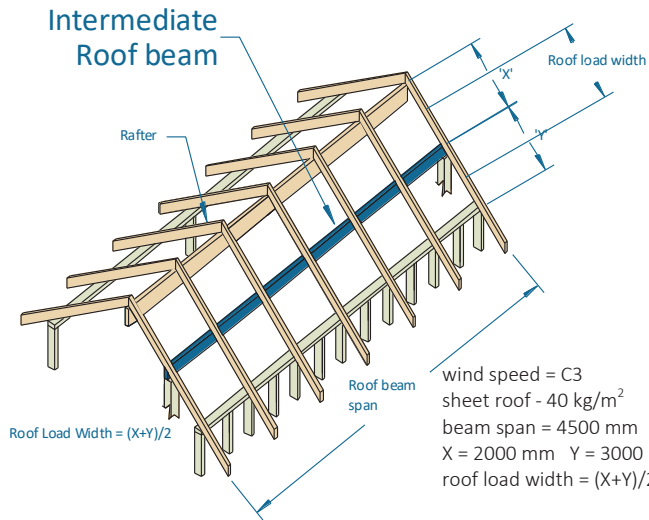 Intermediate
Roof beam
'X'
Roof load width
Rafter
'Y'
Roof beam
span
Roof Load Width = (X+Y)/2
wind speed = C3
sheet roof - 40 kg/m²
beam span = 4500 mm
X = 2000 mm Y = 3000
roof load width = (X+Y)/2